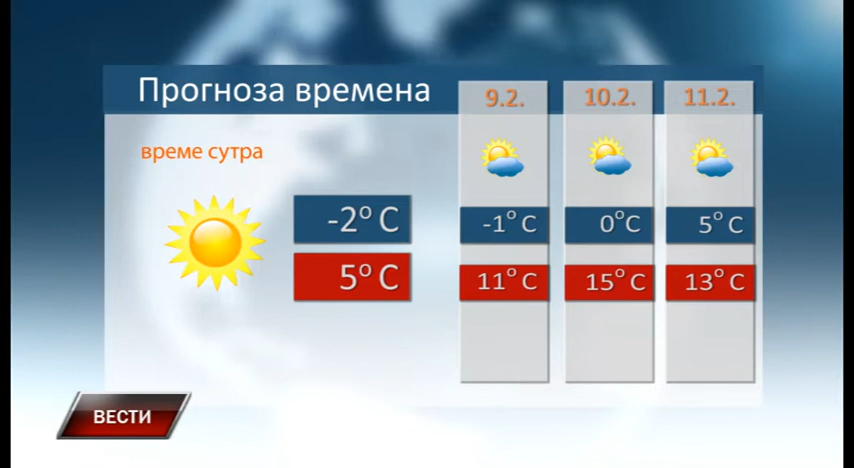 Прогноза времена
време сутра
-2° C
5° C
9.2.
-1° C
11° C
10.2.
0°C
15° C
11.2.
5° C
13° C
ВЕСТИ